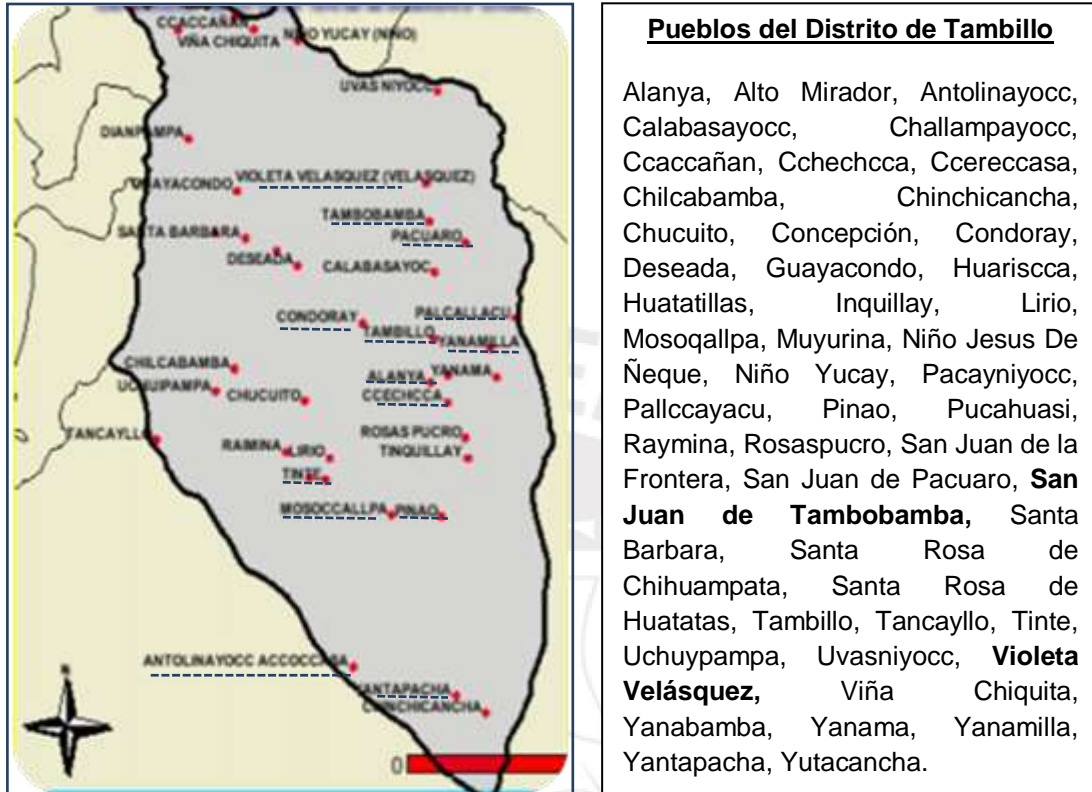 CCACCAÑAN
VIÑA CHIQUITA
NIÑO YUCAY (NIÑO)
UVAS NIYOCC
DIANPAMPA
GUAYACONDO
VIOLETA VELASQUEZ (VELASQUEZ)
TAMBOBAMBA
SANTA BARBARA
PACUARO
DESEADA
CALABASAYOC
CONDORAY
PALCALLACU
TAMBILLO
YANAMILLA
CHILCABAMBA
ALANYA
YANAMA
UCHUIPAMPA
CHUCUITO
CCECHCCA
TANCAYLLO
RAIMINA
LIRIO
ROSAS PUCRO
TINQUILLAY
TINTE
MOSOCCALLPA
PINAO
ANTOLINAYOCC ACCOCCASA
YANTAPACHA
CHINCHICANCHA
N
0
Pueblos del Distrito de Tambillo
Alanya, Alto Mirador, Antolinayocc,
Calabasayocc, Challampayocc,
Ccaccañan, Cchechcca, Ccereccasa,
Chilcabamba, Chinchicancha,
Chucuito, Concepción, Condoray,
Deseada, Guayacondo, Huariscca,
Huatatillas, Inquillay, Lirio,
Mosoqallpa, Muyurina, Niño Jesus De
Ñeque, Niño Yucay, Pacayniyocc,
Pallccayacu, Pinao, Pucahuasi,
Raymina, Rosaspucro, San Juan de la
Frontera, San Juan de Pacuaro, San
Juan de Tambobamba, Santa
Barbara, Santa Rosa de
Chihuampata, Santa Rosa de
Huatatas, Tambillo, Tancayllo, Tinte,
Uchuypampa, Uvasniyocc, Violeta
Velásquez, Viña Chiquita,
Yanabamba, Yanama, Yanamilla,
Yantapacha, Yutacancha.